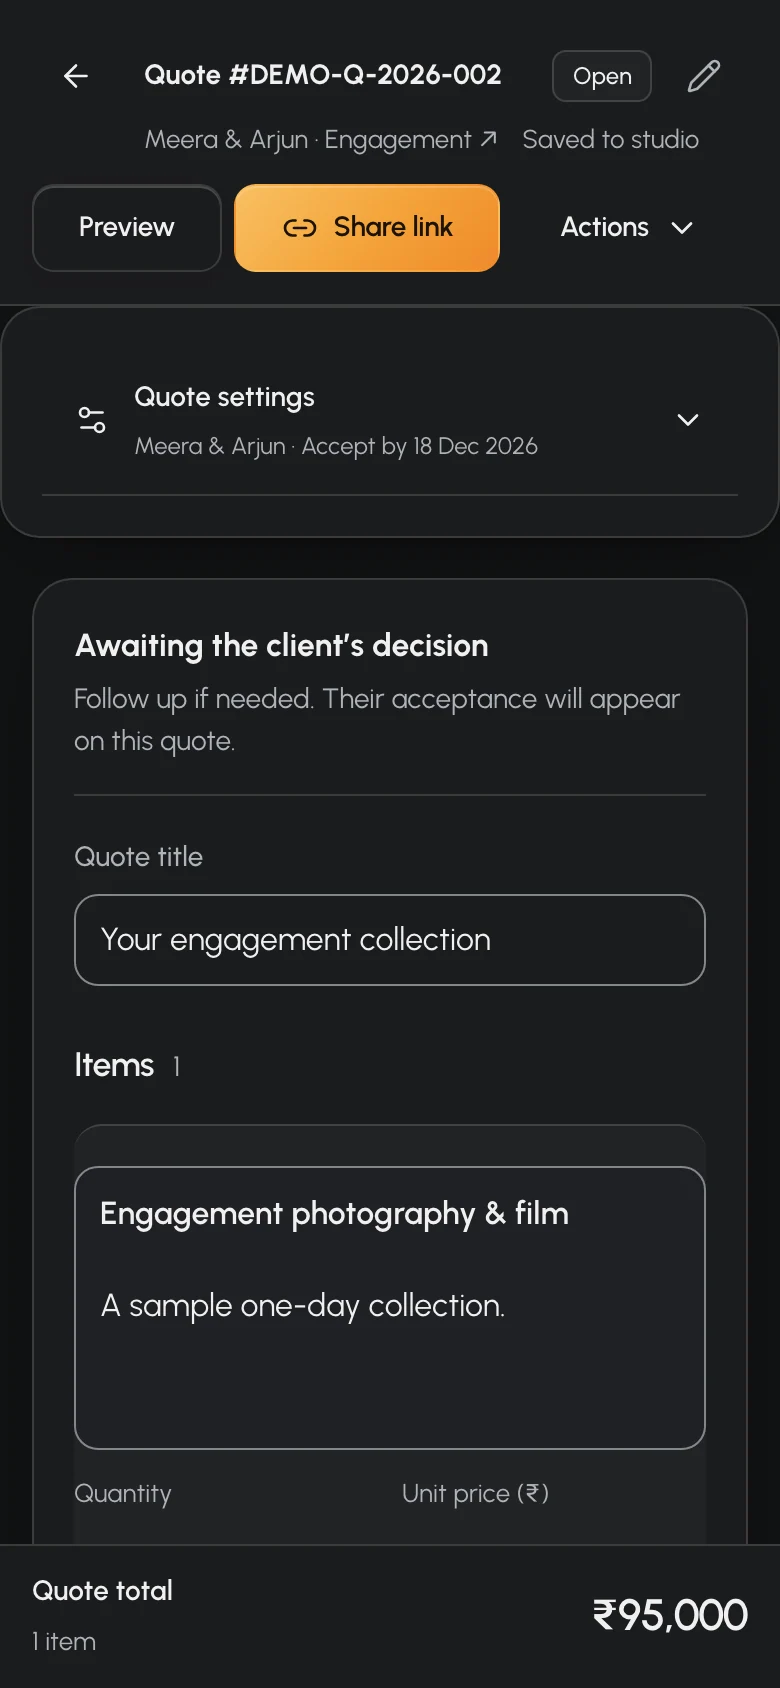 Quote #DEMO-Q-2026-002
Open
Meera & Arjun · Engagement ↗ Saved to studio
Preview
Share link
Actions
Quote settings
Meera & Arjun · Accept by 18 Dec 2026
Awaiting the client’s decision
Follow up if needed. Their acceptance will appear
on this quote.
Quote title
Your engagement collection
Items 1
Engagement photography & film
A sample one-day collection.
Quantity
Unit price (₹)
Quote total
1 item
₹95,000